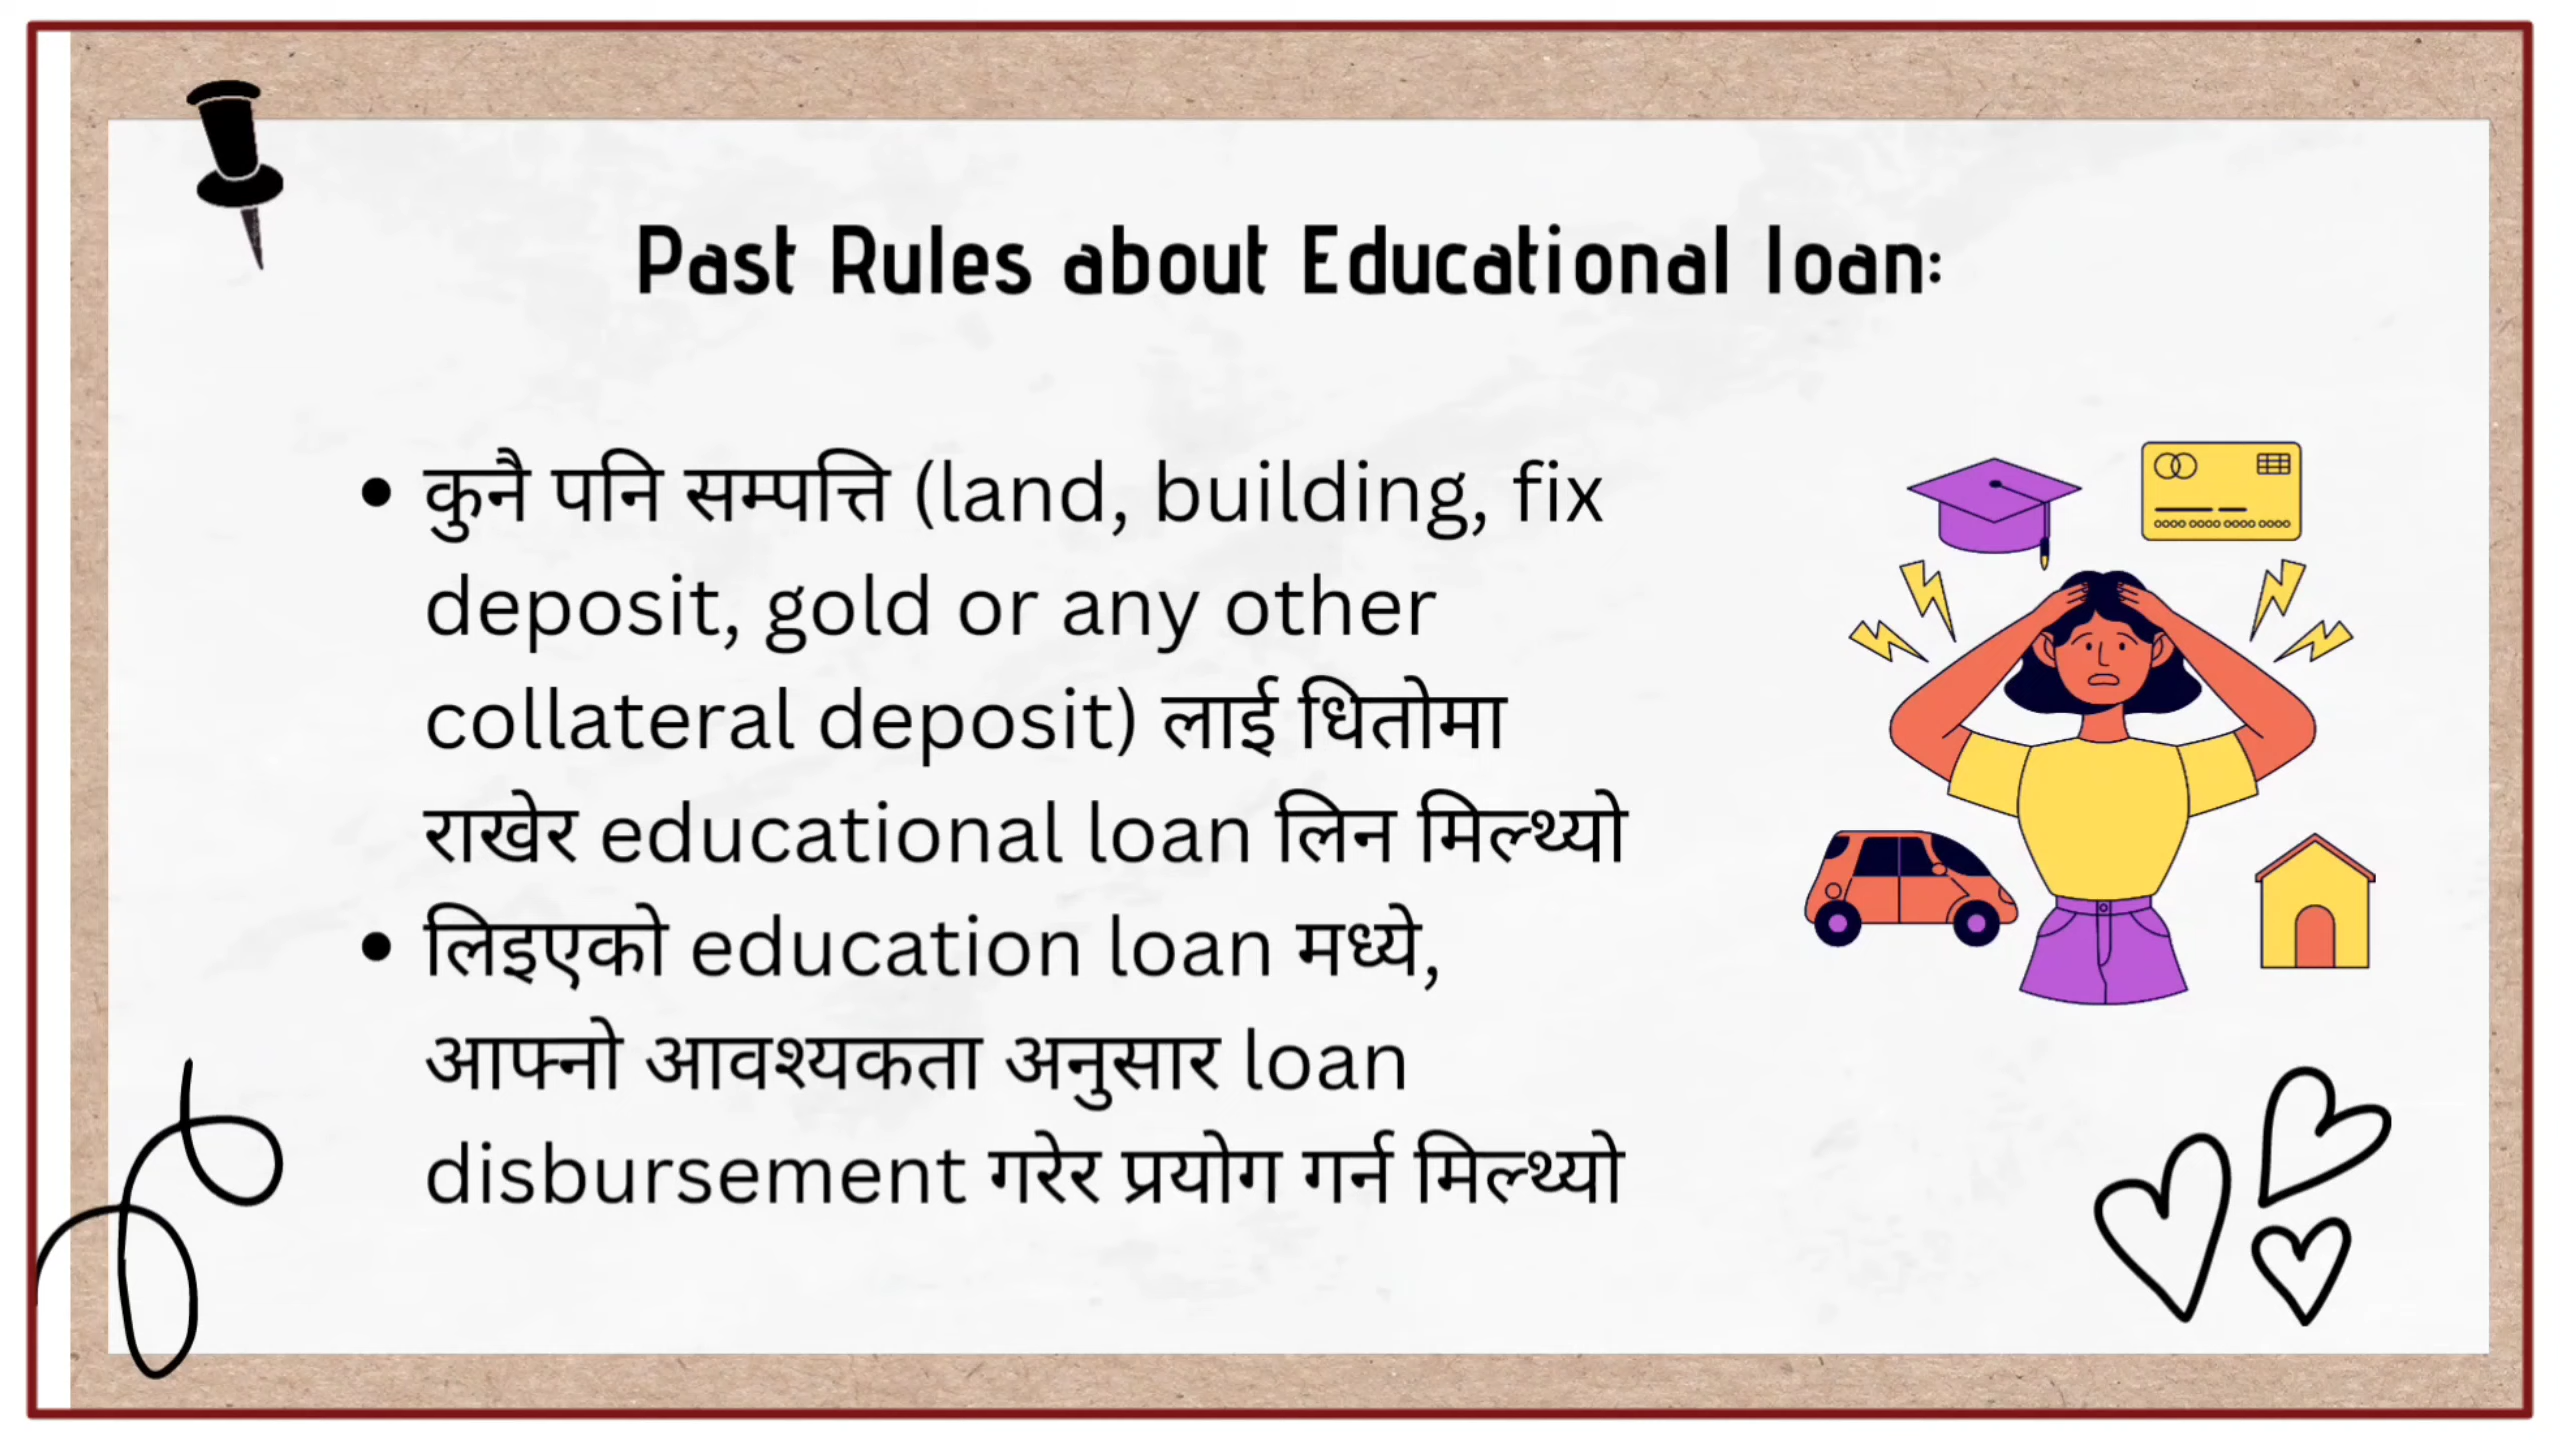 Past Rules about Educational loan:
• कुनै पनि सम्पत्ति (land, building, fix
deposit, gold or any other
collateral deposit) लाई धितोमा
राखेर educational loan लिन मिल्थ्यो
• लिइएको education loan मध्ये,
आफ्नो आवश्यकता अनुसार loan
disbursement गरेर प्रयोग गर्न मिल्थ्यो